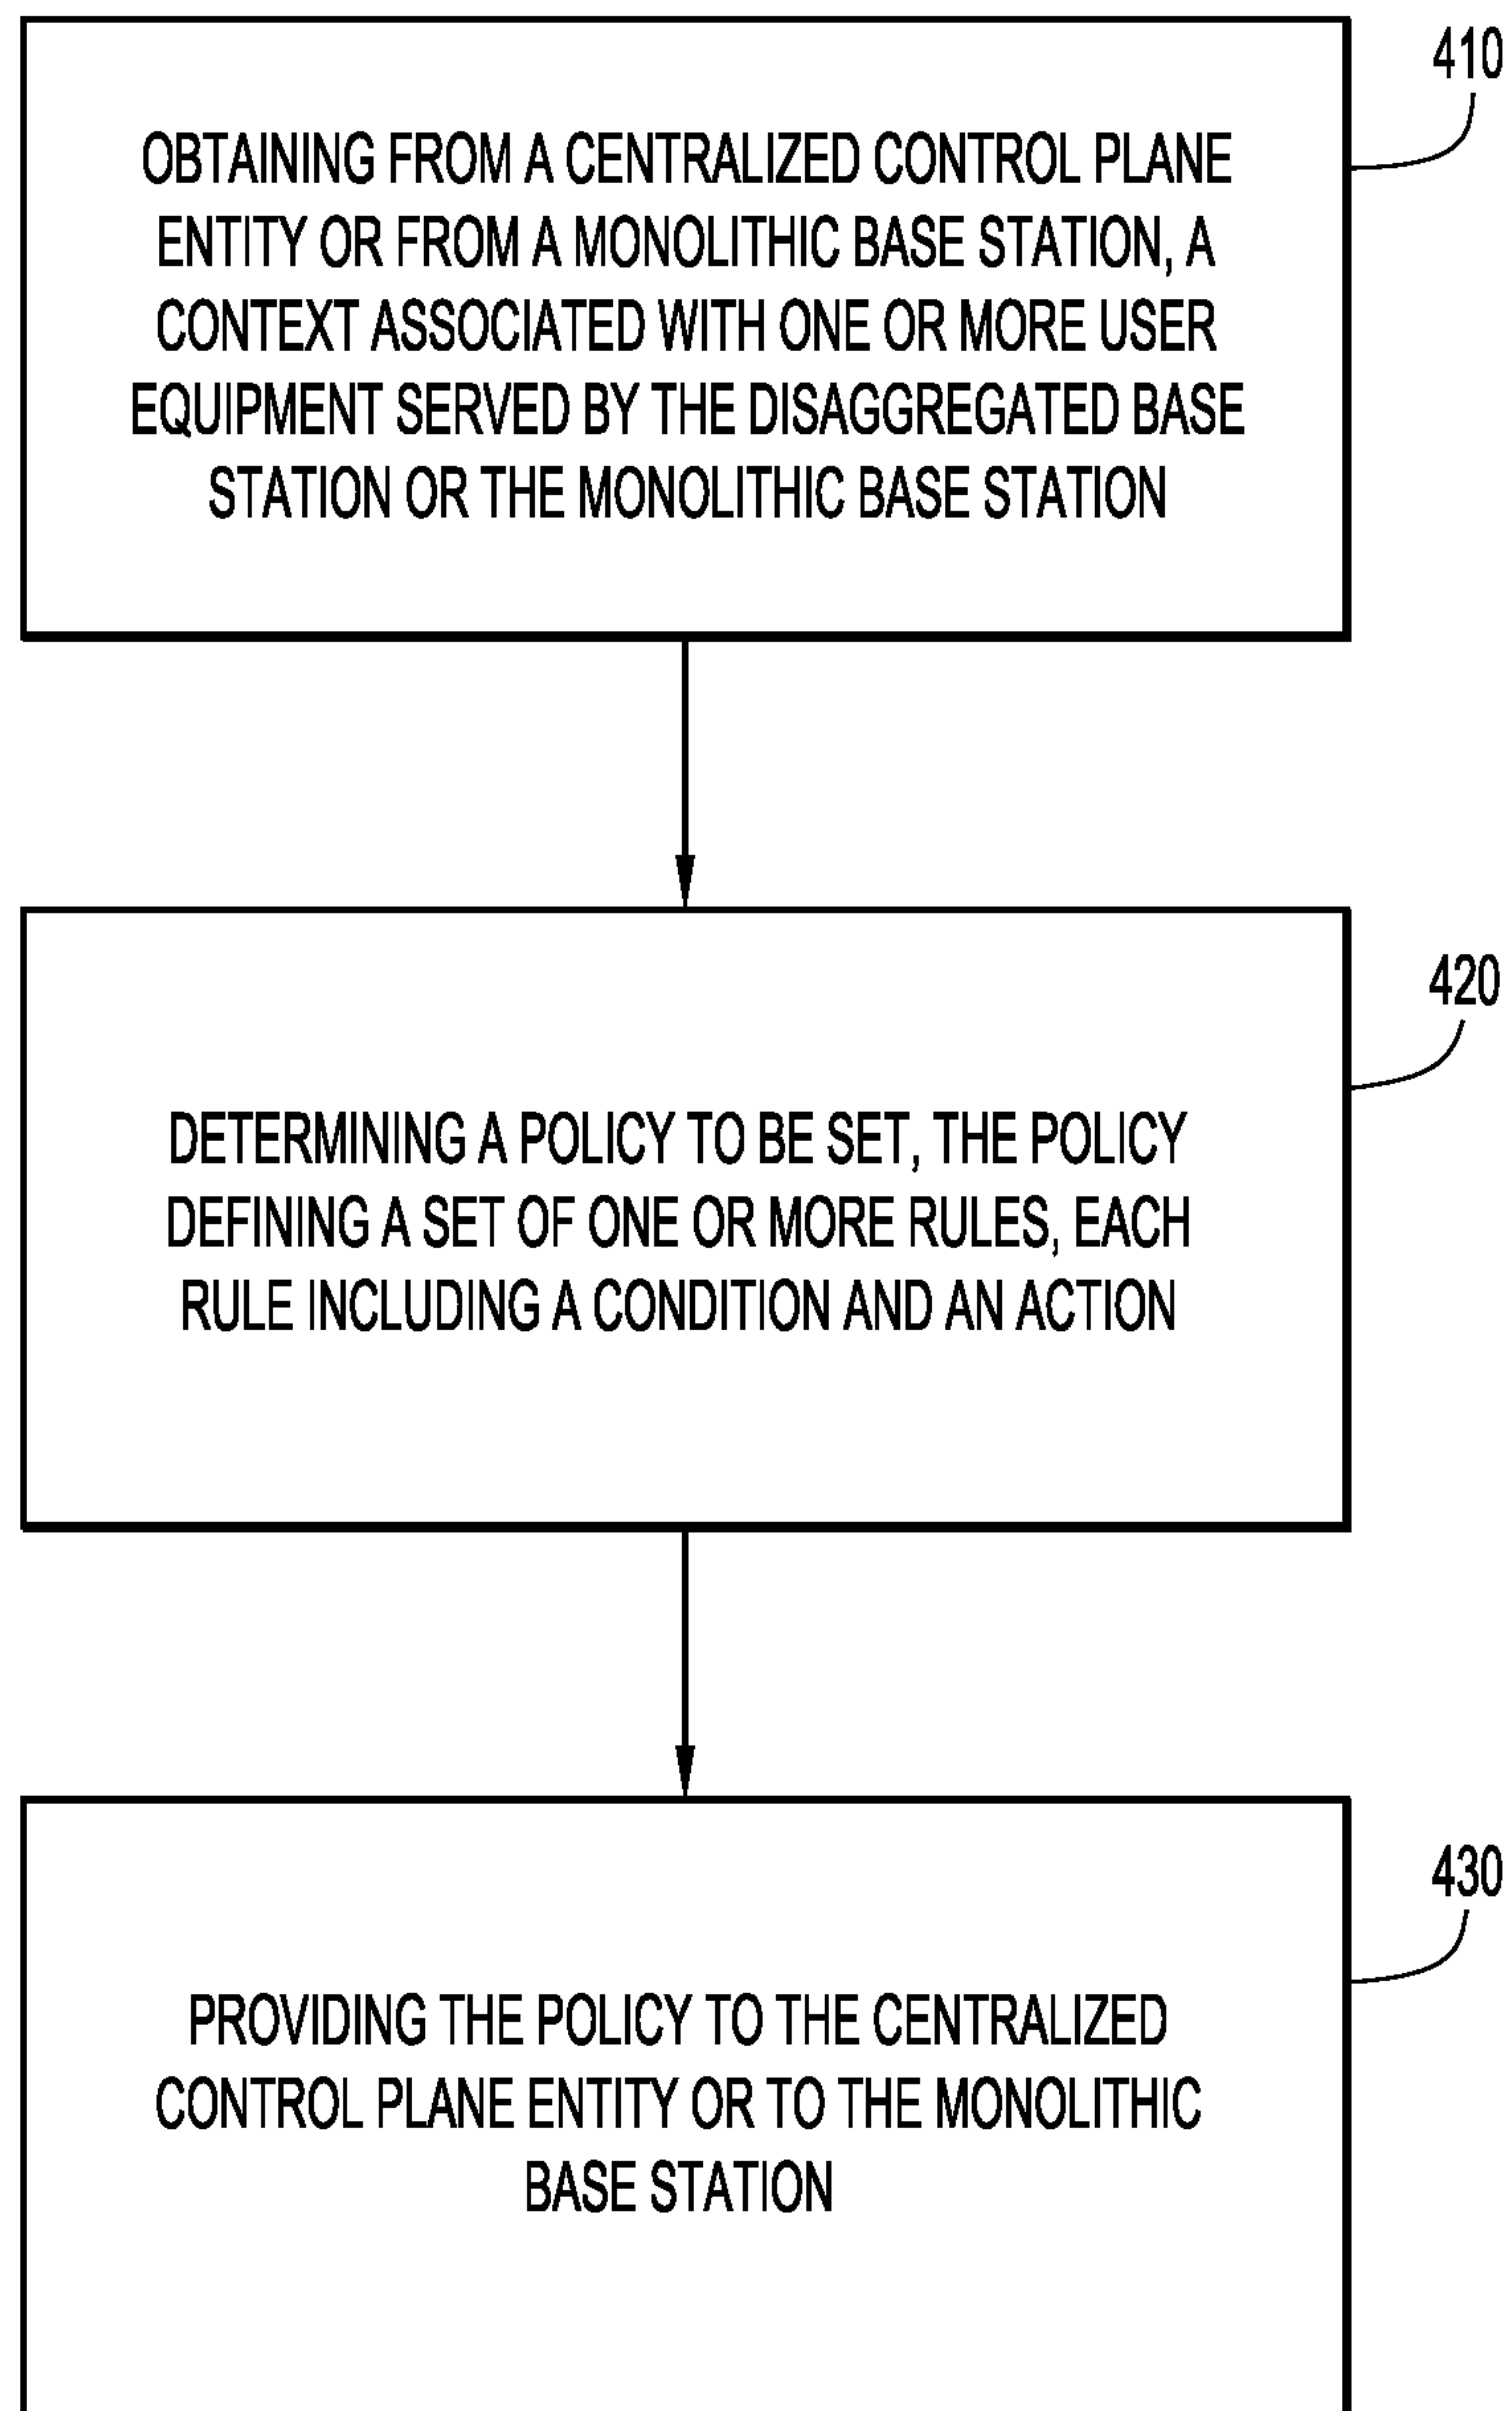 410
OBTAINING FROM A CENTRALIZED CONTROL PLANE
ENTITY OR FROM A MONOLITHIC BASE STATION, A
CONTEXT ASSOCIATED WITH ONE OR MORE USER
EQUIPMENT SERVED BY THE DISAGGREGATED BASE
STATION OR THE MONOLITHIC BASE STATION
420
DETERMINING A POLICY TO BE SET, THE POLICY
DEFINING A SET OF ONE OR MORE RULES, EACH
RULE INCLUDING A CONDITION AND AN ACTION
430
PROVIDING THE POLICY TO THE CENTRALIZED
CONTROL PLANE ENTITY OR TO THE MONOLITHIC
BASE STATION